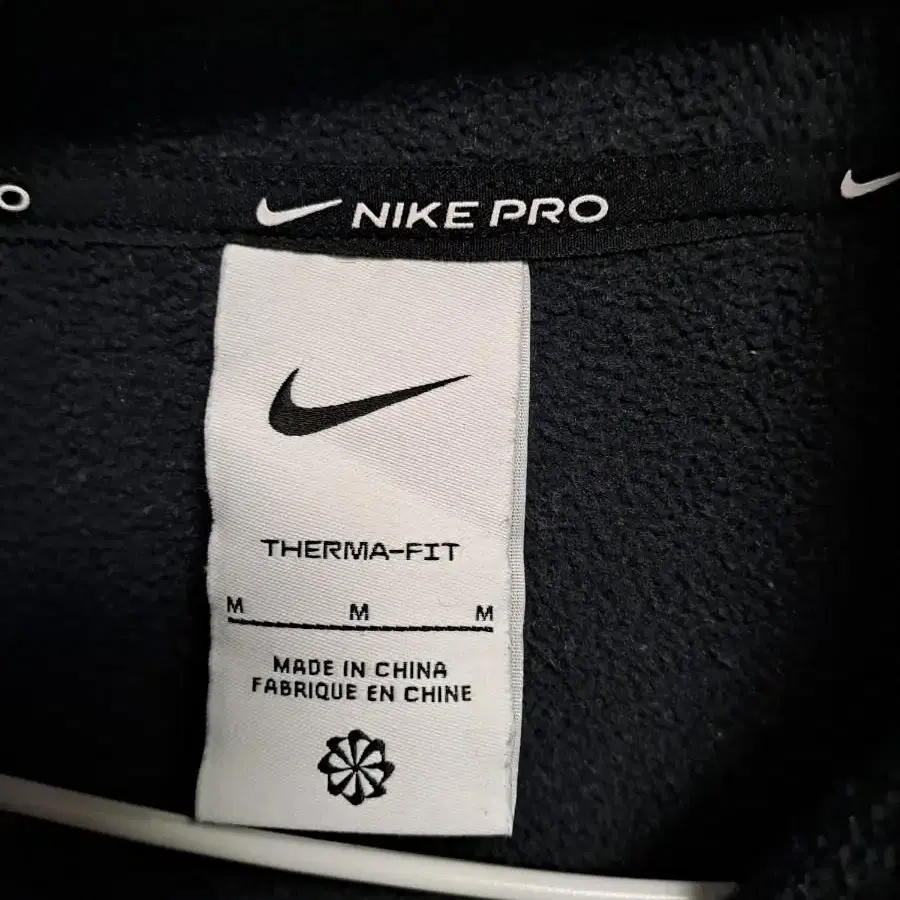 O
NIKE PRO
THERMA-FIT
M M M
MADE IN CHINA
FABRIQUE EN CHINE